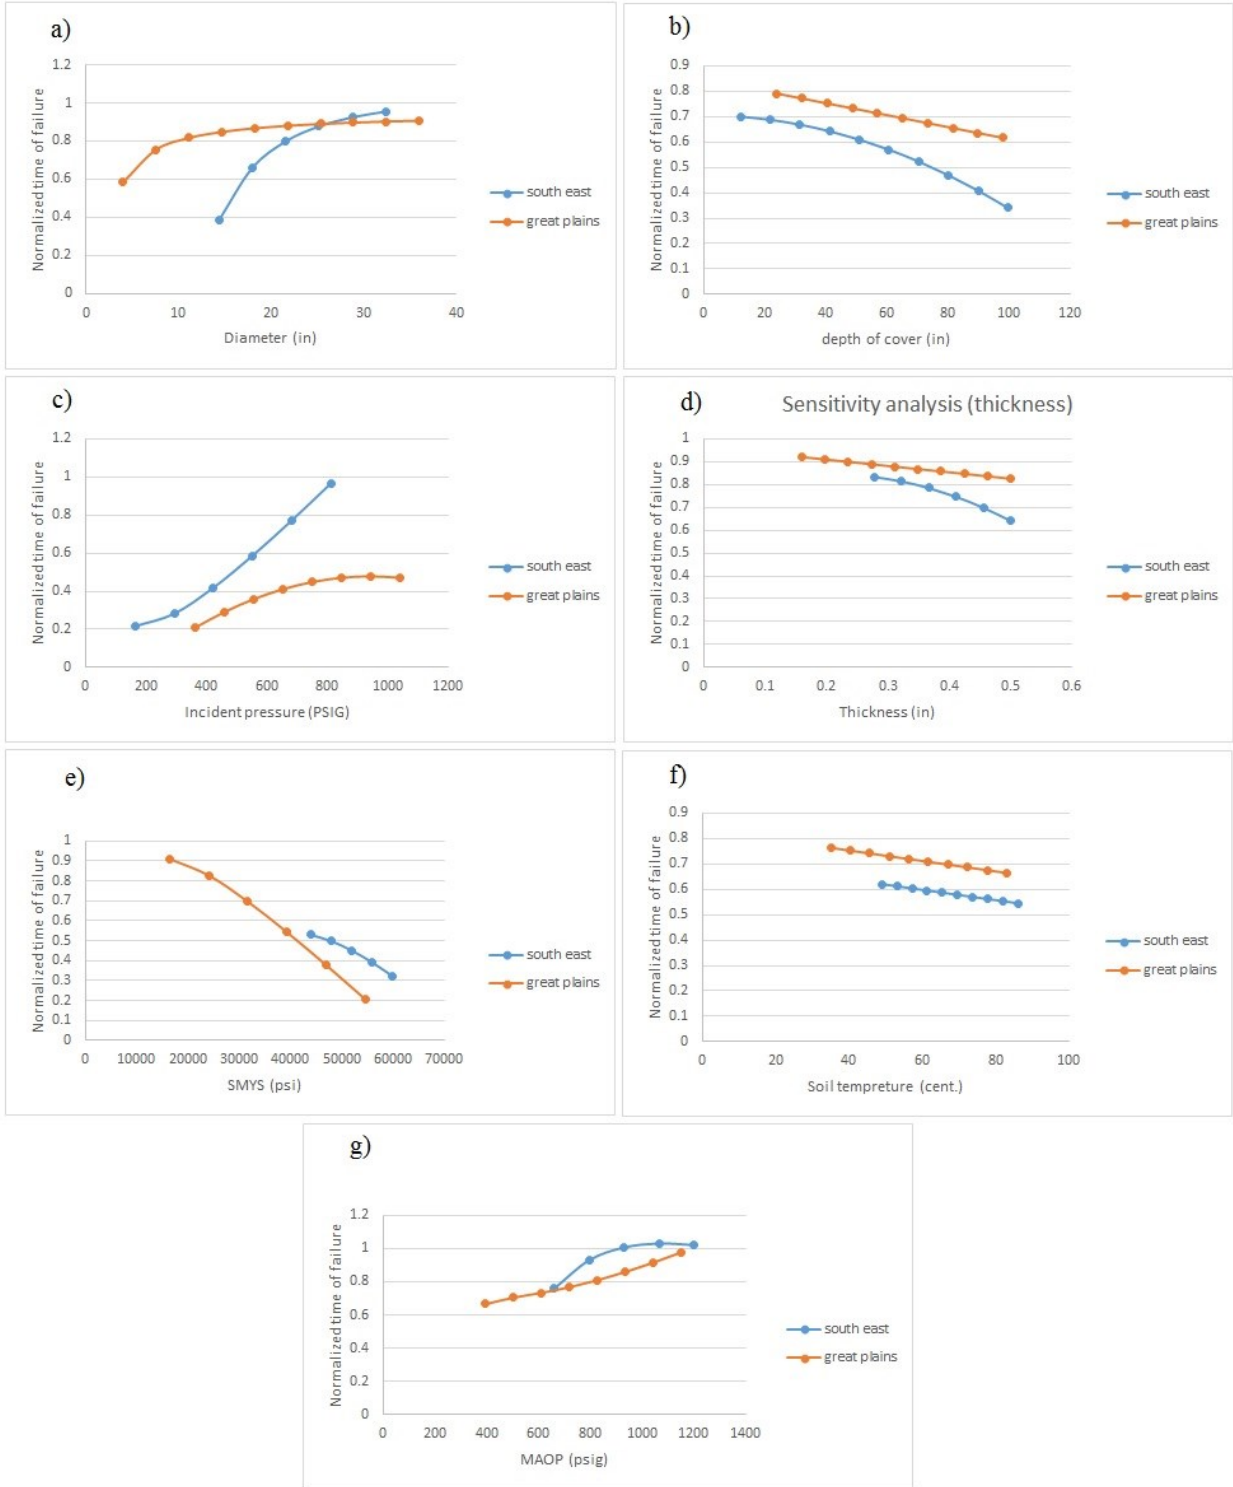 a)
1.2
1
0.8
0.6
0.4
0.2
0
Normalized time of failure
0 10 20 30 40
Diameter (in)
south east
great plains
b)
0.9
0.8
0.7
0.6
0.5
0.4
0.3
0.2
0.1
0
Normalized time of failure
0 20 40 60 80 100 120
depth of cover (in)
south east
great plains
c)
1.2
1
0.8
0.6
0.4
0.2
0
Normalized time of failure
0 200 400 600 800 1000 1200
Incident pressure (PSIG)
south east
great plains
d)
Sensitivity analysis (thickness)
1
0.9
0.8
0.7
0.6
0.5
0.4
0.3
0.2
0.1
0
Normalized time of failure
0 0.1 0.2 0.3 0.4 0.5 0.6
Thickness (in)
south east
great plains
e)
1
0.9
0.8
0.7
0.6
0.5
0.4
0.3
0.2
0.1
0
Normalized time of failure
0 10000 20000 30000 40000 50000 60000 70000
SMYS (psi)
south east
great plains
f)
0.9
0.8
0.7
0.6
0.5
0.4
0.3
0.2
0.1
0
Normalized time of failure
0 20 40 60 80 100
Soil tempreture (cent.)
south east
great plains
g)
1.2
1
0.8
0.6
0.4
0.2
0
Normalized time of failure
0 200 400 600 800 1000 1200 1400
MAOP (psig)
south east
great plains